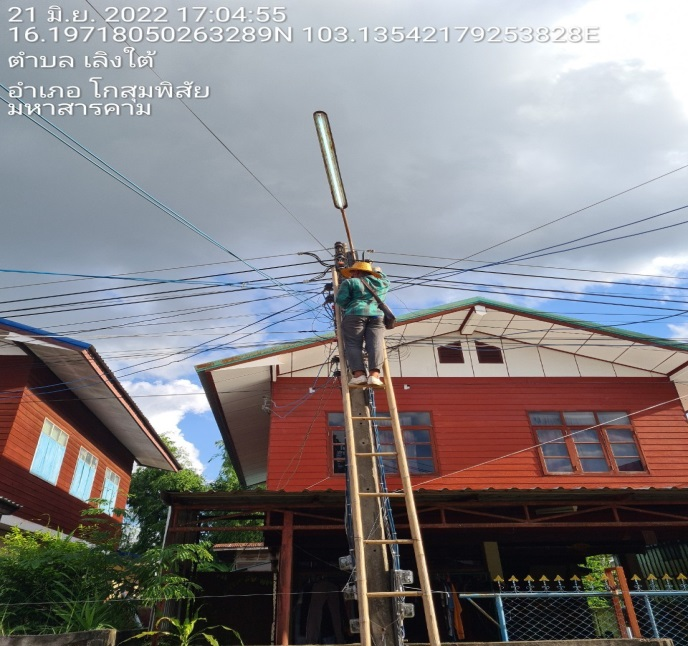 21 มิ.ย. 2022 17:04:55
16.19718050263289N 103.13542179253828E
ตำบล เลิงใต้
อำเภอ โกสุมพิสัย
มหาสารคาม